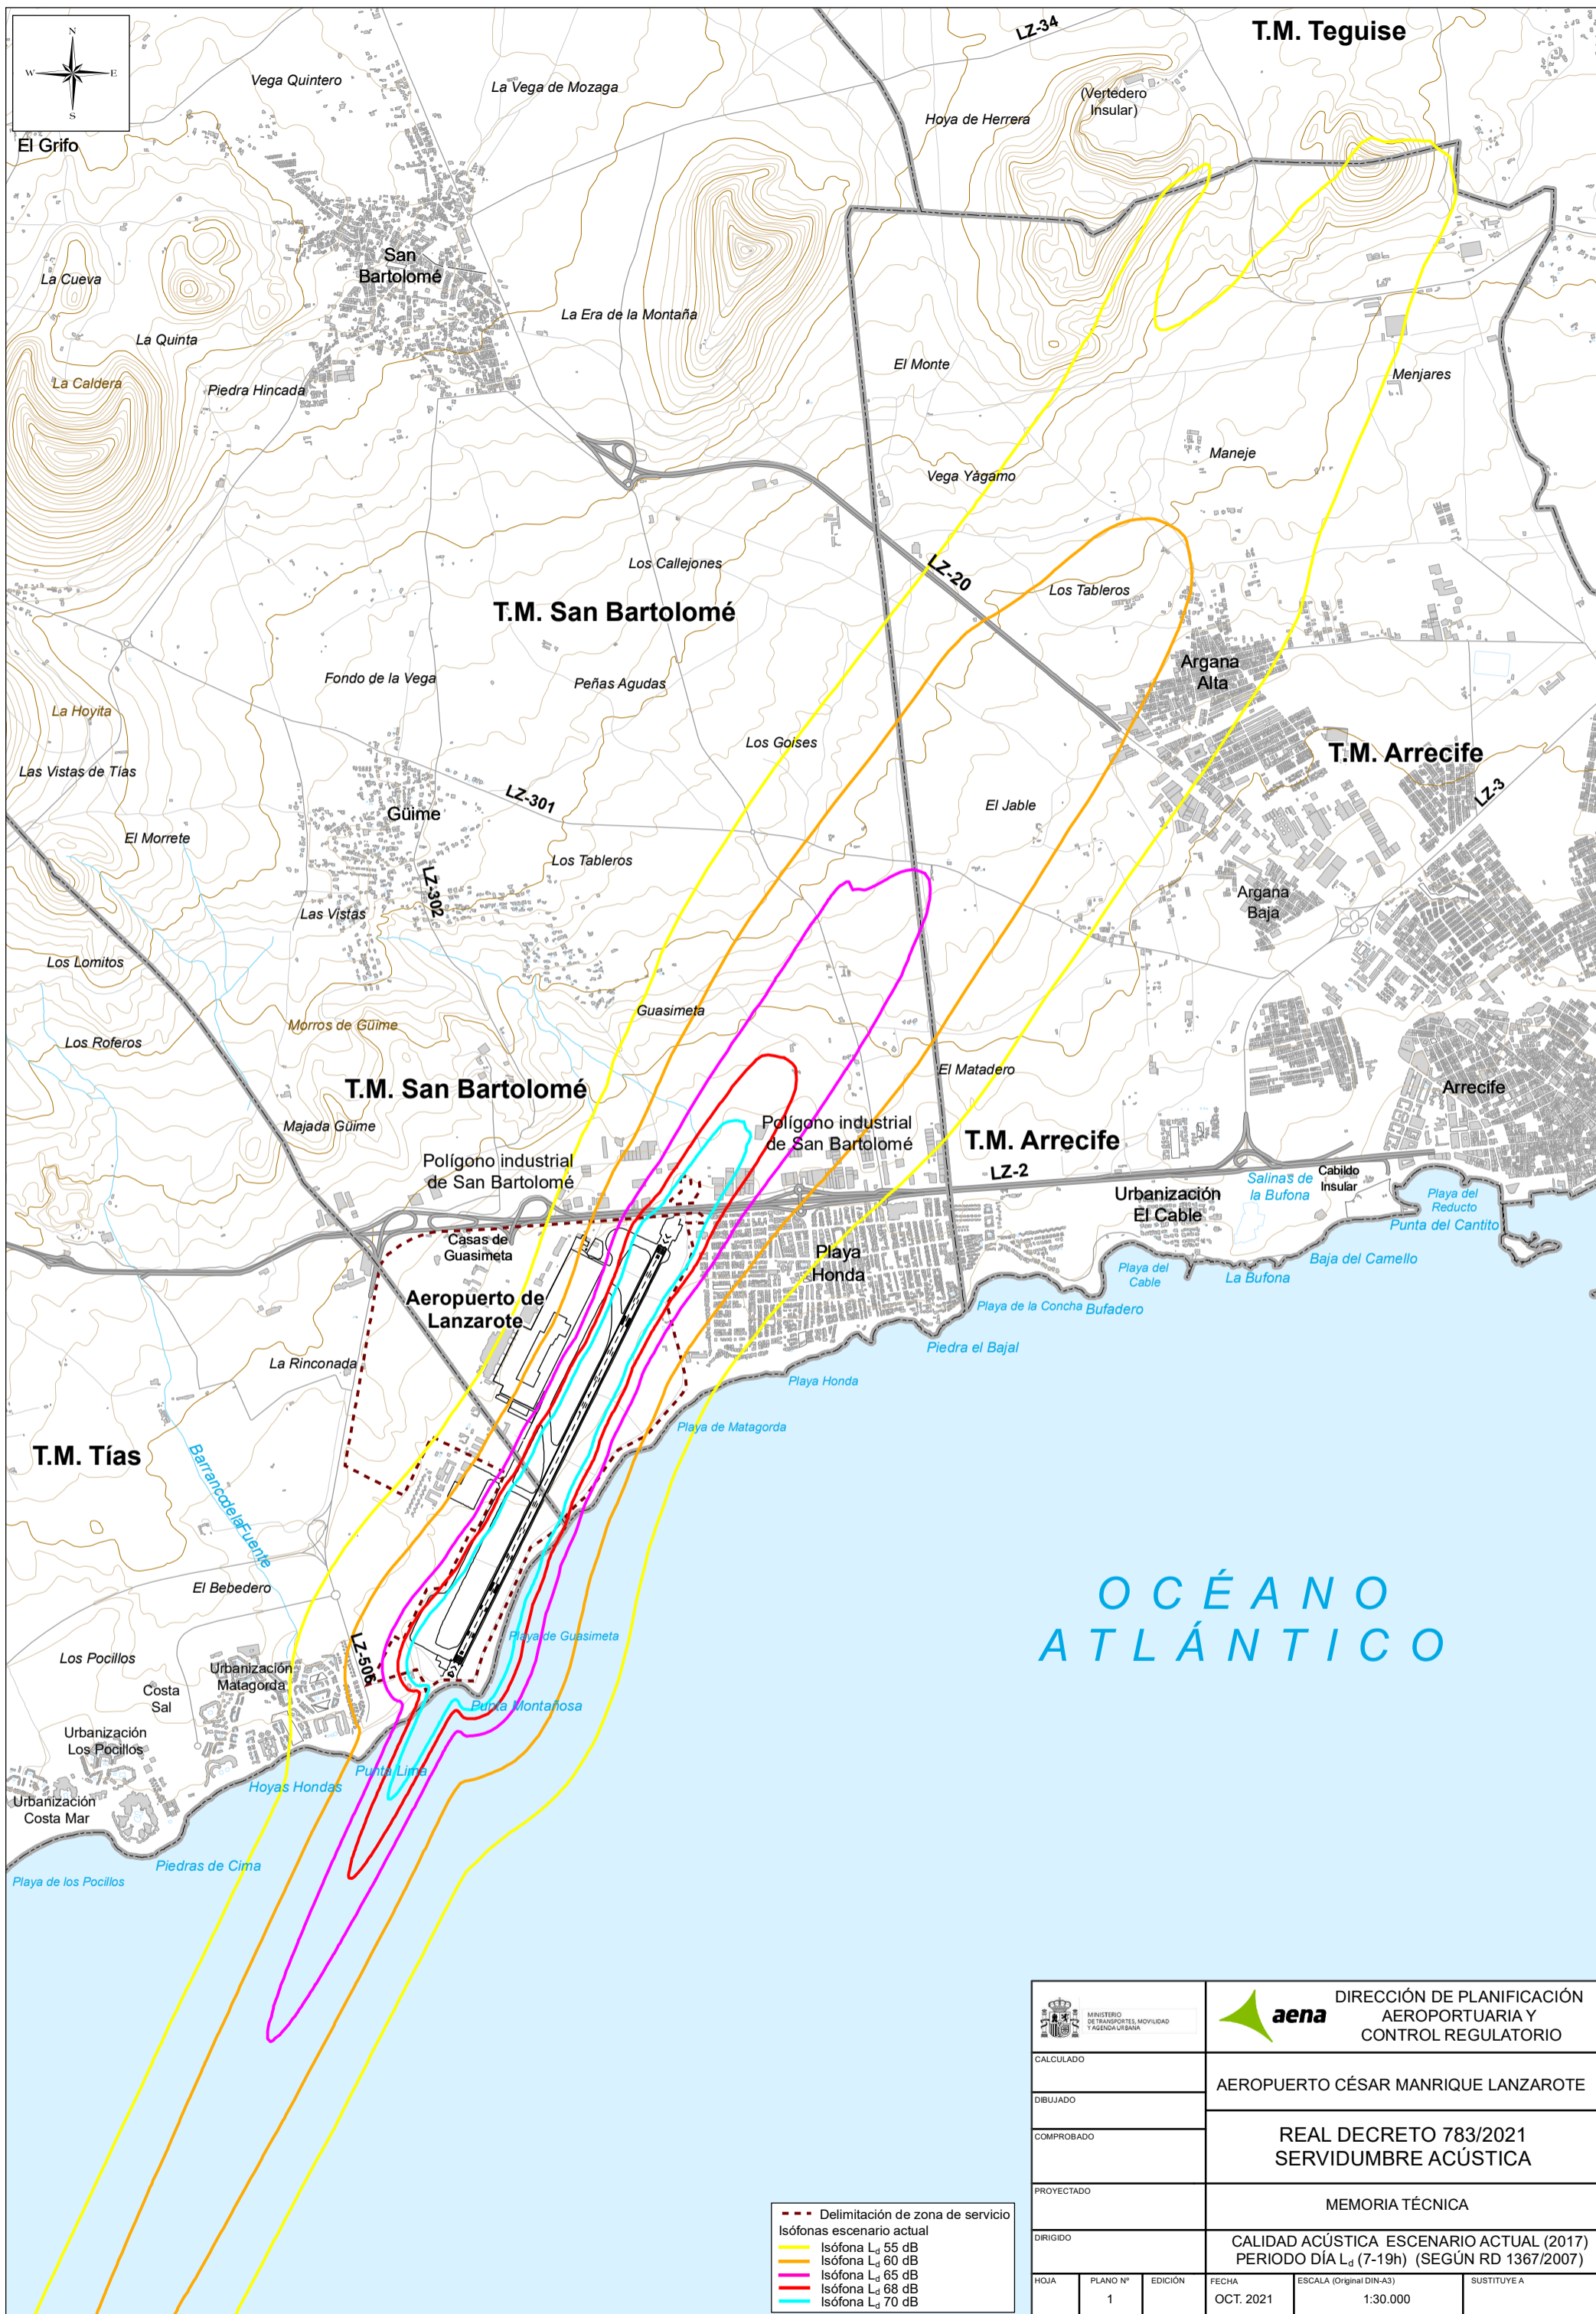 T.M. Teguise
LZ-34
N
W
E
S
El Grifo
Vega Quintero
La Vega de Mozaga
Hoya de Herrera
(Vertedero
Insular)
San
Bartolomé
La Cueva
La Quinta
La Era de la Montaña
La Caldera
Piedra Hincada
El Monte
Menjares
Maneje
Vega Yágamo
Los Callejones
LZ-20
Los Tableros
T.M. San Bartolomé
Argana
Alta
Fondo de la Vega
Peñas Agudas
La Hoyita
Los Goises
T.M. Arrecife
Las Vistas de Tías
LZ-301
Güime
El Jable
LZ-3
El Morrete
Los Tableros
LZ-302
Argana
Baja
Las Vistas
Los Lomitos
Guasimeta
Morros de Güime
Los Roferos
El Matadero
T.M. San Bartolomé
Arrecife
Majada Güime
Polígono industrial
de San Bartolomé
T.M. Arrecife
Polígono industrial
de San Bartolomé
LZ-2
Cabildo
Insular
Salinas de
la Bufona
Urbanización
El Cable
Playa del
Reducto
Punta del Cantito
Casas de
Guasimeta
Playa
Honda
Baja del Camello
Playa del
Cable
La Bufona
Aeropuerto de
Lanzarote
Playa de la Concha
Bufadero
Piedra el Bajal
La Rinconada
Playa Honda
Playa de Matagorda
T.M. Tías
Barranco de la Fuente
El Bebedero
OCÉANO
ATLÁNTICO
Playa de Guasimeta
Los Pocillos
LZ-505
Urbanización
Matagorda
Costa
Sal
Punta Montañosa
Urbanización
Los Pocillos
Punta Lima
Hoyas Hondas
Urbanización
Costa Mar
Piedras de Cima
Playa de los Pocillos
MINISTERIO
DE TRANSPORTES, MOVILIDAD
Y AGENDA URBANA
aena
DIRECCIÓN DE PLANIFICACIÓN
AEROPORTUARIA Y
CONTROL REGULATORIO
CALCULADO
AEROPUERTO CÉSAR MANRIQUE LANZAROTE
DIBUJADO
COMPROBADO
REAL DECRETO 783/2021
SERVIDUMBRE ACÚSTICA
PROYECTADO
MEMORIA TÉCNICA
DIRIGIDO
CALIDAD ACÚSTICA ESCENARIO ACTUAL (2017)
PERIODO DÍA Ld (7-19h) (SEGÚN RD 1367/2007)
HOJA
PLANO Nº
1
EDICIÓN
FECHA
OCT. 2021
ESCALA (Original DIN-A3)
1:30.000
SUSTITUYE A
Delimitación de zona de servicio
Isófonas escenario actual
Isófona Ld 55 dB
Isófona Ld 60 dB
Isófona Ld 65 dB
Isófona Ld 68 dB
Isófona Ld 70 dB